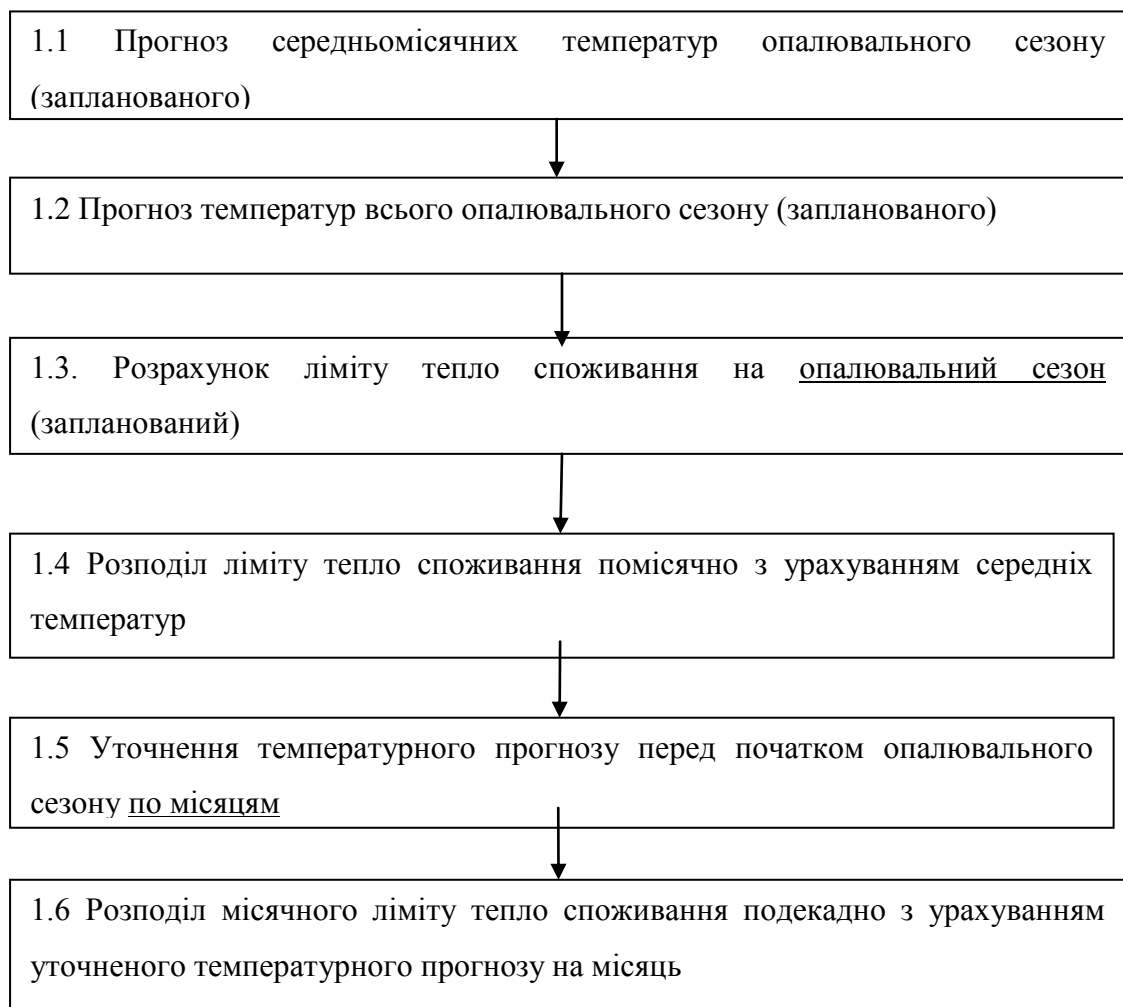 1.1 Прогноз середньомісячних температур опалювального сезону
(запланованого)
1.2 Прогноз температур всього опалювального сезону (запланованого)
1.3. Розрахунок ліміту тепло споживання на опалювальний сезон
(запланований)
1.4 Розподіл ліміту тепло споживання помісячно з урахуванням середніх
температур
1.5 Уточнення температурного прогнозу перед початком опалювального
сезону по місяцям
1.6 Розподіл місячного ліміту тепло споживання подекадно з урахуванням
уточненого температурного прогнозу на місяць